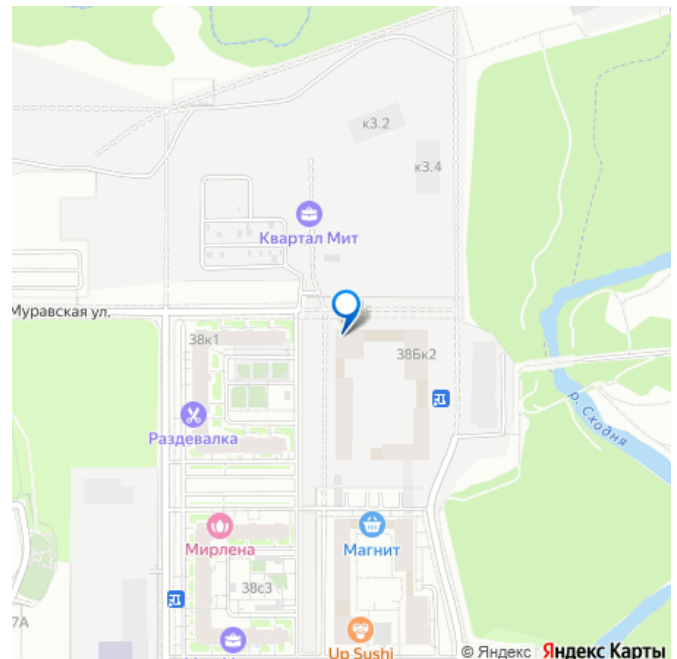 к3.2
к3.4
Квартал Мит
Муравская ул.
38к1
38Бк2
Раздевалка
р. Сходня
Магнит
Мирлена
38с3
7А
Up Sushi
© Яндекс Яндекс Карты